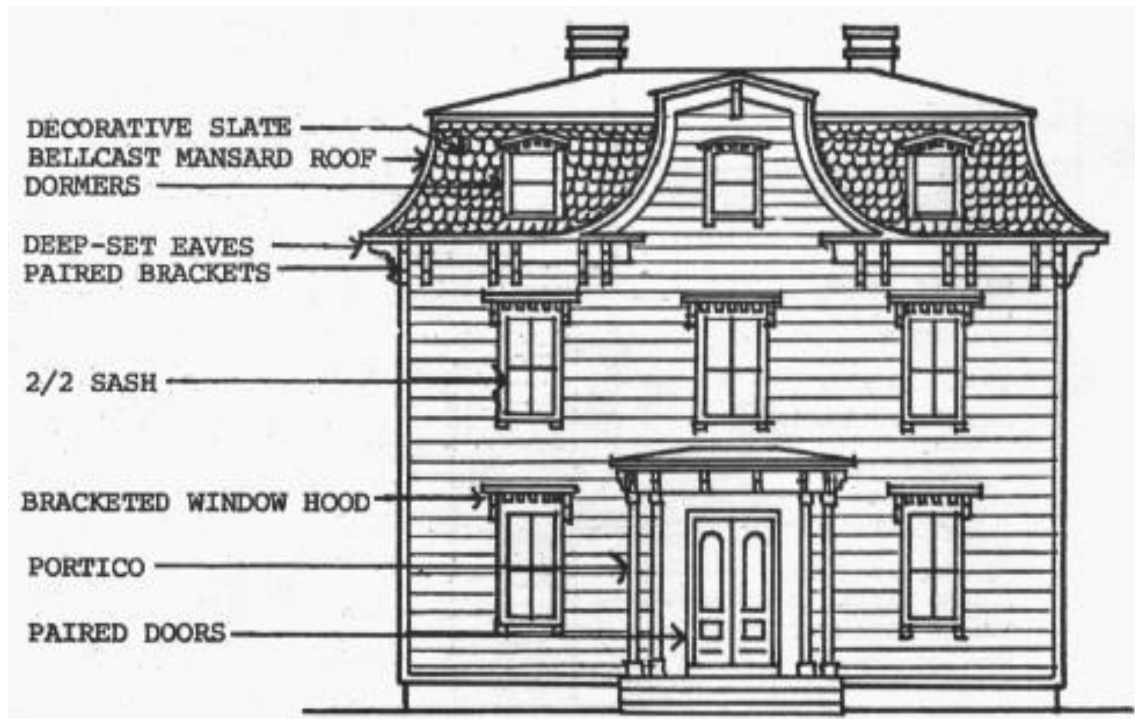 DECORATIVE SLATE
BELLCAST MANSARD ROOF
DORMERS
DEEP-SET EAVES
PAIRED BRACKETS
2/2 SASH
BRACKETED WINDOW HOOD
PORTICO
PAIRED DOORS